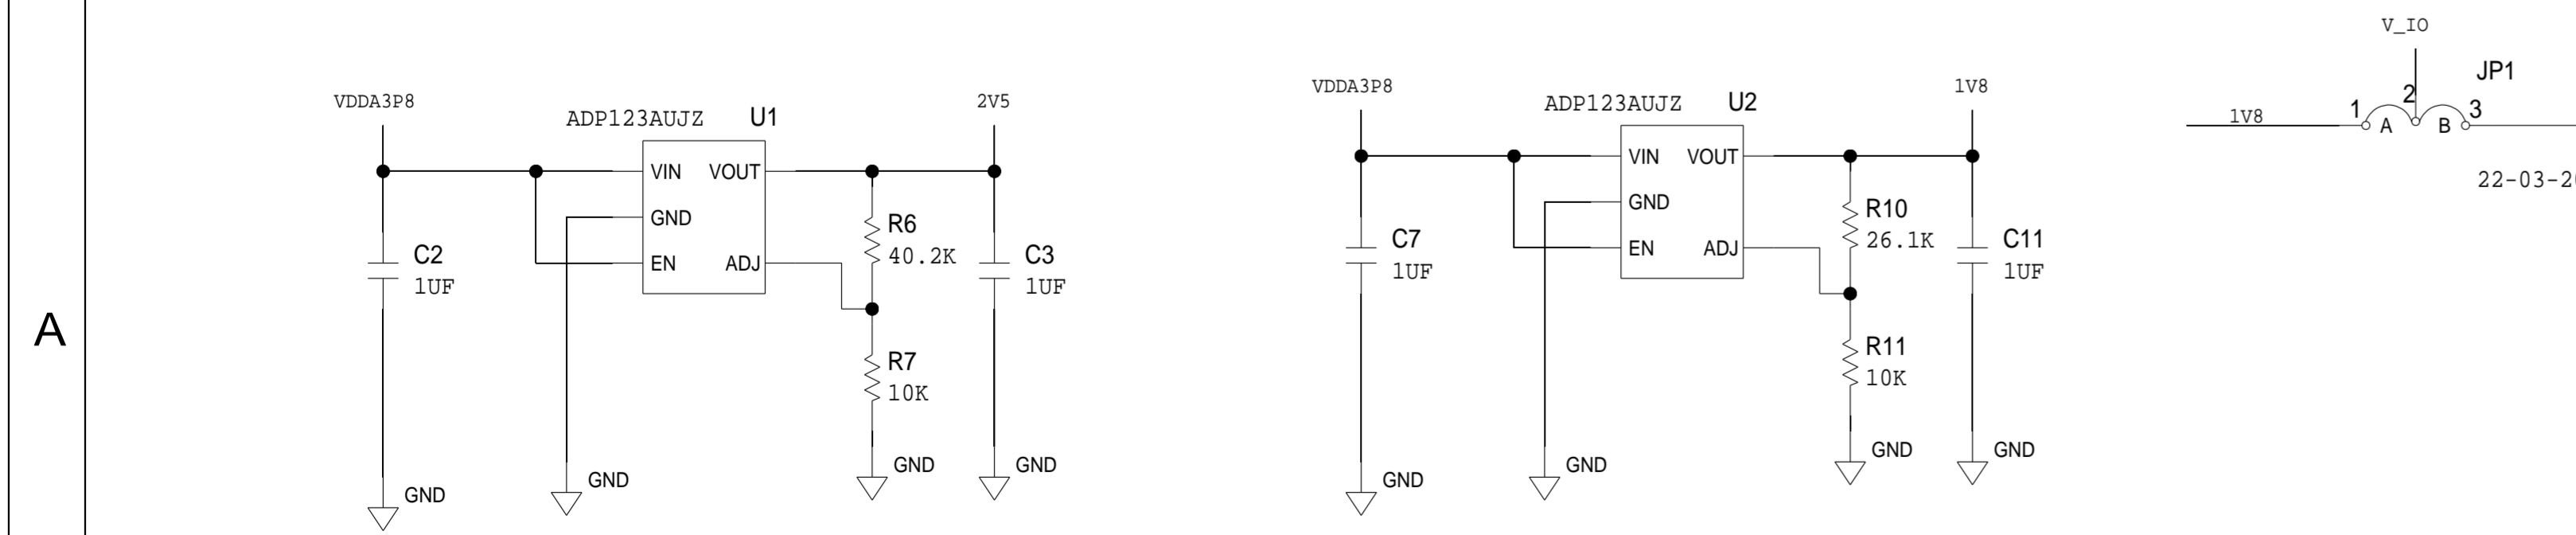 A
VDDA3P8
ADP123AUJZ
U1
2V5
VIN
VOUT
GND
EN
ADJ
C2
1UF
R6
40.2K
C3
1UF
R7
10K
GND
GND
GND
GND
VDDA3P8
ADP123AUJZ
U2
1V8
VIN
VOUT
GND
EN
ADJ
C7
1UF
R10
26.1K
C11
1UF
R11
10K
GND
GND
GND
GND
V_IO
JP1
1V8
1
2
3
A
B